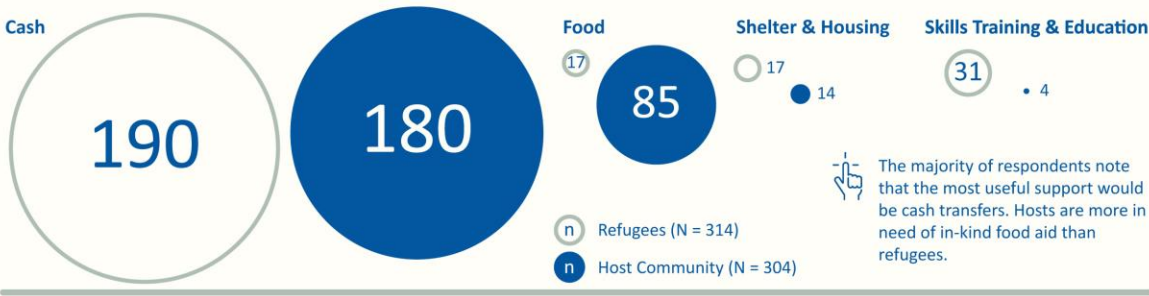 Cash
190
180
Food
17
85
Shelter & Housing
17
14
Skills Training & Education
31
4
n Refugees (N = 314)
n Host Community (N = 304)
The majority of respondents note
that the most useful support would
be cash transfers. Hosts are more in
need of in-kind food aid than
refugees.